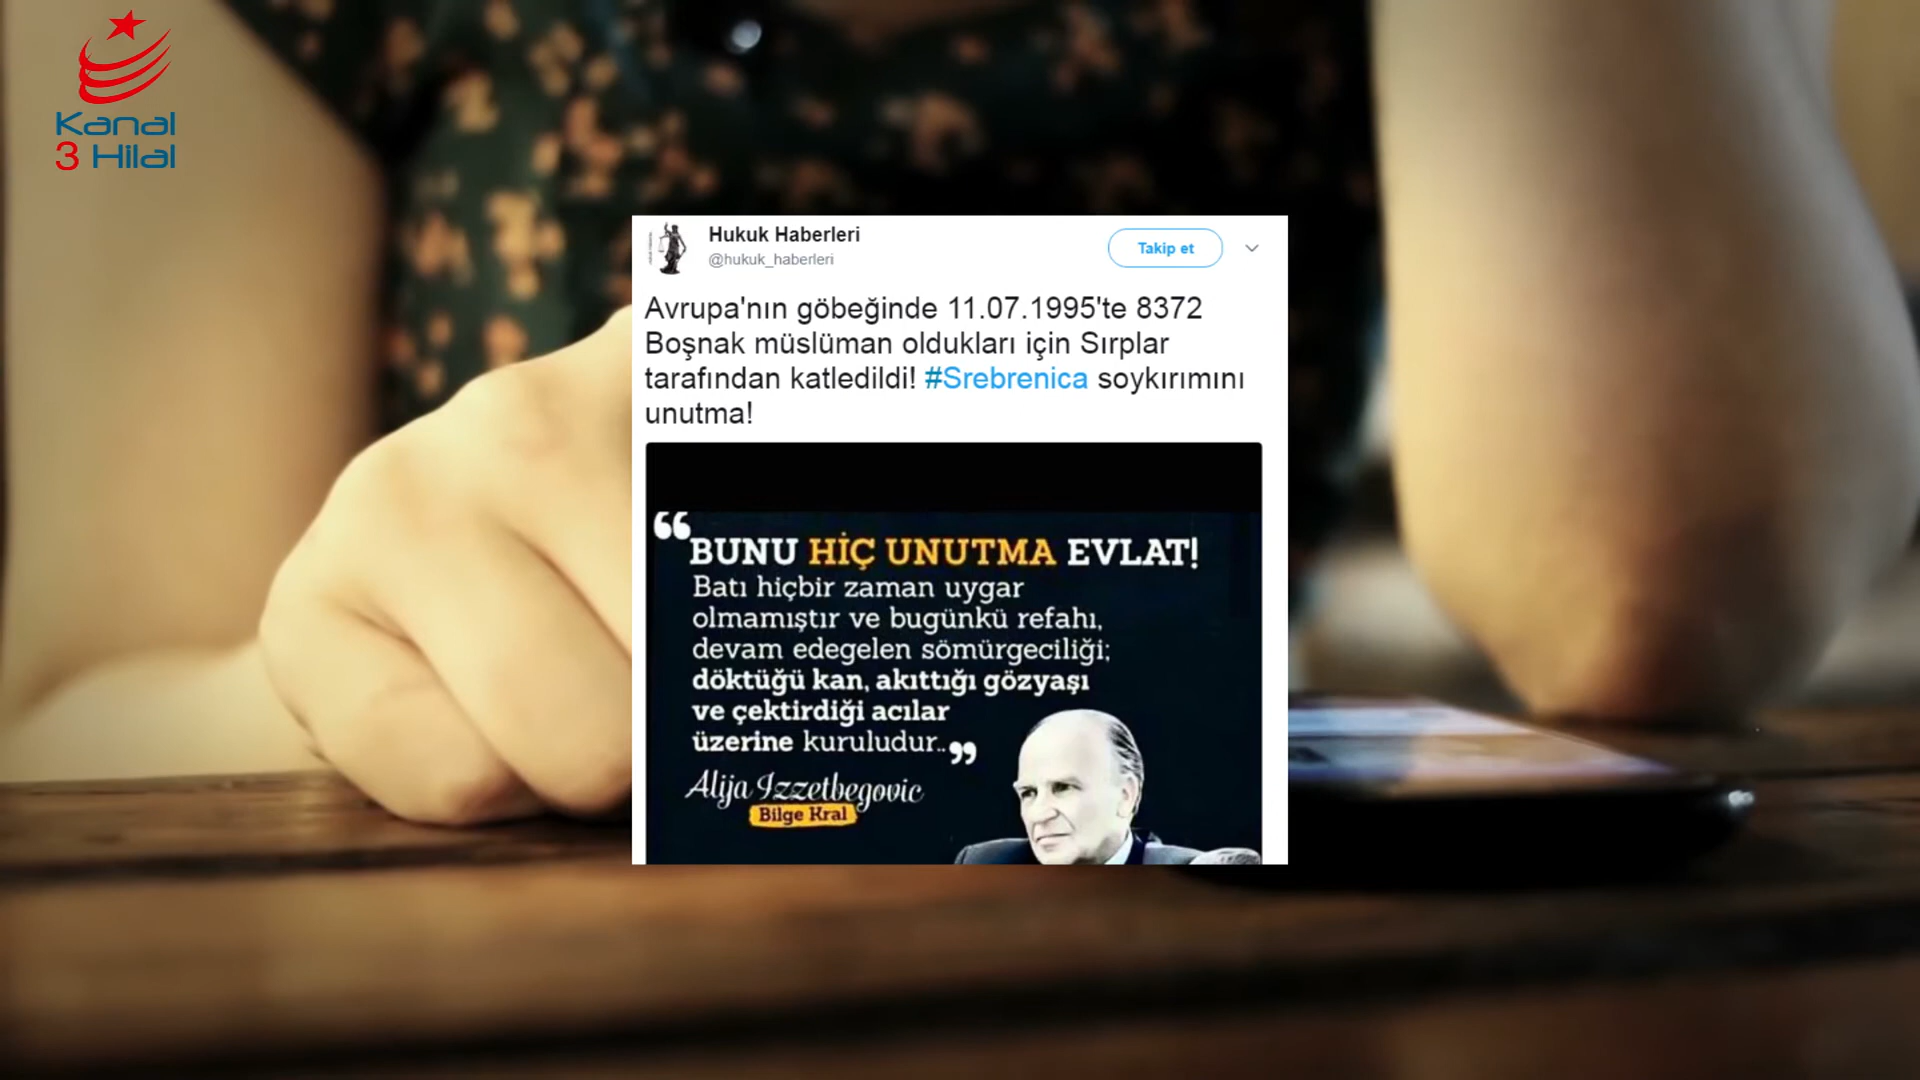 Kanal
3 Hilal
Hukuk Haberleri
@hukuk_haberleri
Takip et
Avrupa'nın göbeğinde 11.07.1995'te 8372
Boşnak müslüman oldukları için Sırplar
tarafından katledildi! #Srebrenica soykırımını
unutma!
“BUNU HİÇ UNUTMA EVLAT!
Batı hiçbir zaman uygar
olmamıştır ve bugünkü refahı,
devam edegelen sömürgeciliği;
döktüğü kan, akıttığı gözyaşı
ve çektirdiği acılar
üzerine kuruludur..”
Alija Izzetbegovic
Bilge Kral